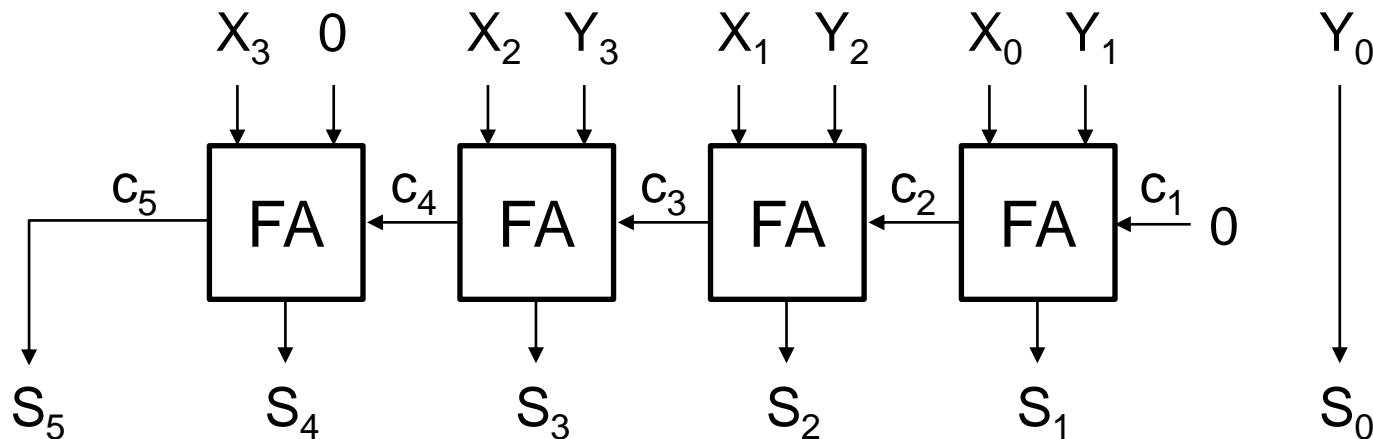 X₃ 0 X₂ Y₃ X₁ Y₂ X₀ Y₁ Y₀
c₅ c₄ c₃ c₂ c₁
FA FA FA FA 0
S₅ S₄ S₃ S₂ S₁ S₀